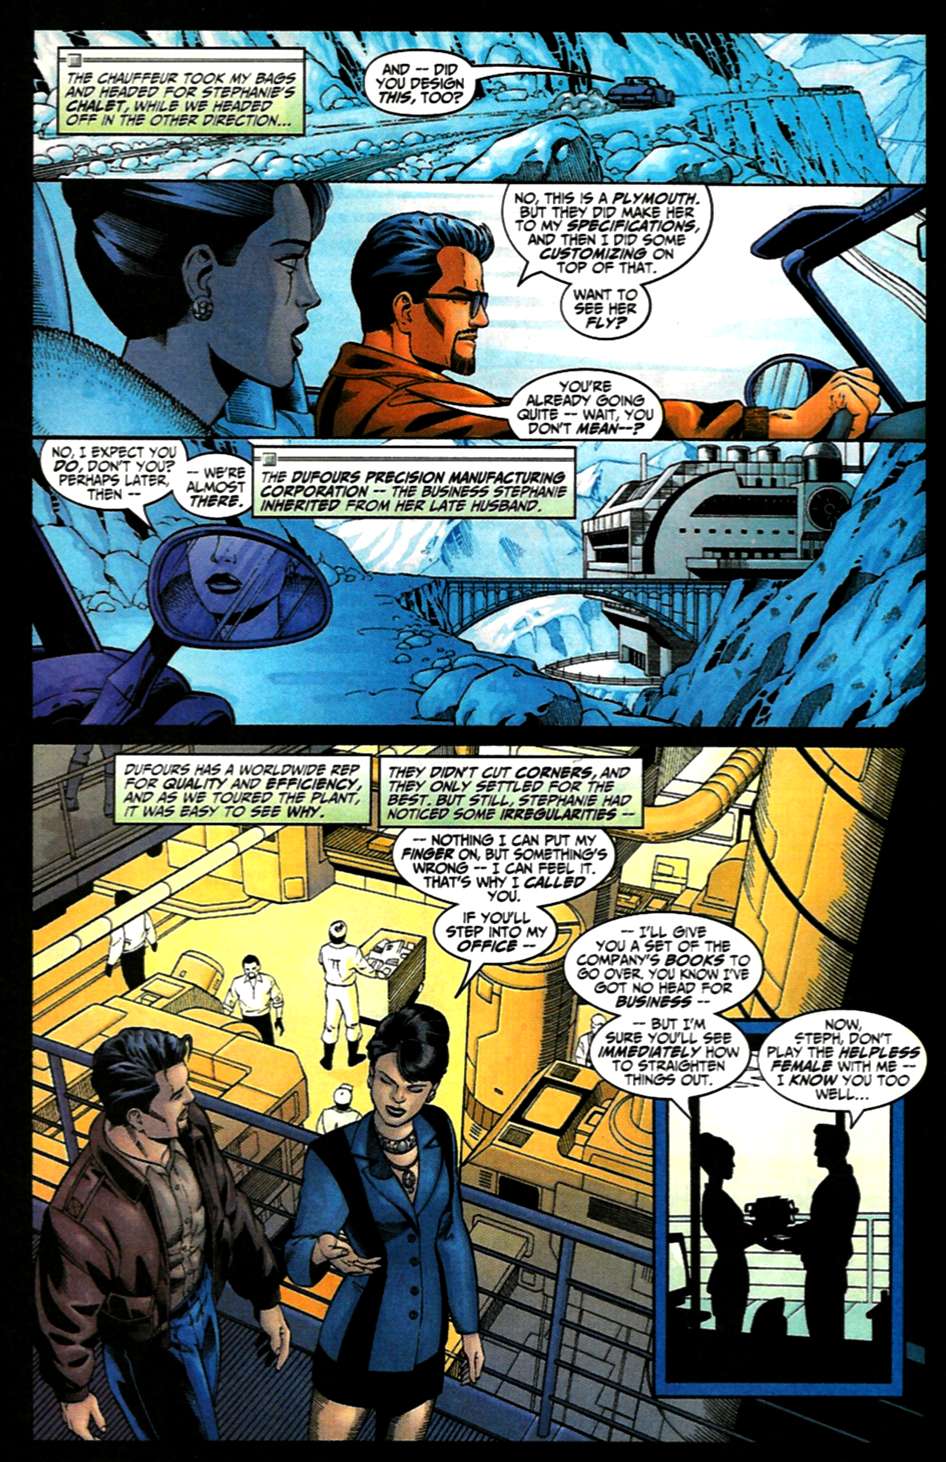 THE CHAUFFEUR TOOK MY BAGS
AND HEADED FOR STEPHANIE'S
CHALET, WHILE WE HEADED
OFF IN THE OTHER DIRECTION...
AND -- DID
YOU DESIGN
THIS, TOO?
NO, THIS IS A PLYMOUTH.
BUT THEY DID MAKE HER
TO MY SPECIFICATIONS,
AND THEN I DID SOME
CUSTOMIZING ON
TOP OF THAT.
WANT TO
SEE HER
FLY?
YOU'RE
ALREADY GOING
QUITE -- WAIT, YOU
DON'T MEAN--?
NO, I EXPECT YOU
DO, DON'T YOU?
PERHAPS LATER,
THEN --
-- WE'RE
ALMOST
THERE.
THE DUFOURS PRECISION MANUFACTURING
CORPORATION -- THE BUSINESS STEPHANIE
INHERITED FROM HER LATE HUSBAND.
DUFOURS HAS A WORLDWIDE REP
FOR QUALITY AND EFFICIENCY,
AND AS WE TOURED THE PLANT,
IT WAS EASY TO SEE WHY.
THEY DIDN'T CUT CORNERS, AND
THEY ONLY SETTLED FOR THE
BEST. BUT STILL, STEPHANIE HAD
NOTICED SOME IRREGULARITIES --
-- NOTHING I CAN PUT MY
FINGER ON, BUT SOMETHING'S
WRONG -- I CAN FEEL IT.
THAT'S WHY I CALLED
YOU.
IF YOU'LL
STEP INTO MY
OFFICE --
-- I'LL GIVE
YOU A SET OF THE
COMPANY'S BOOKS TO
GO OVER. YOU KNOW I'VE
GOT NO HEAD FOR
BUSINESS --
-- BUT I'M
SURE YOU'LL SEE
IMMEDIATELY HOW
TO STRAIGHTEN
THINGS OUT.
NOW,
STEPH, DON'T
PLAY THE HELPLESS
FEMALE WITH ME --
I KNOW YOU TOO
WELL...